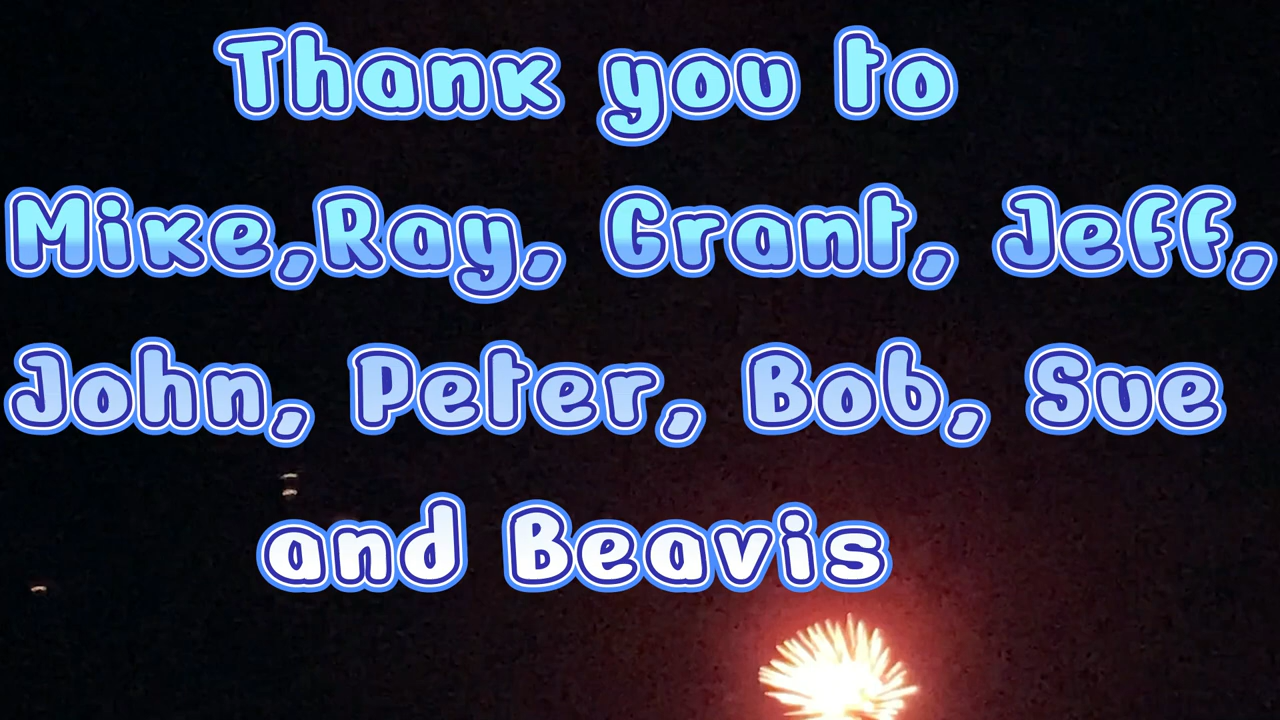 Thank you to
Mike,Ray, Grant, Jeff,
John, Peter, Bob, Sue
and Beavis